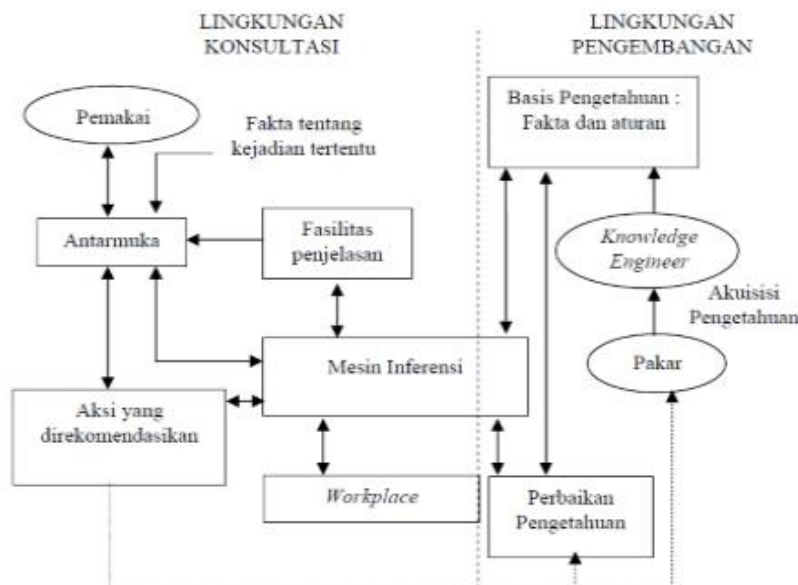 LINGKUNGAN
KONSULTASI
LINGKUNGAN
PENGEMBANGAN
Pemakai
Fakta tentang
kejadian tertentu
Basis Pengetahuan :
Fakta dan aturan
Antarmuka
Fasilitas
penjelasan
Knowledge
Engineer
Akuisisi
Pengetahuan
Mesin Inferensi
Pakar
Aksi yang
direkomendasikan
Workplace
Perbaikan
Pengetahuan